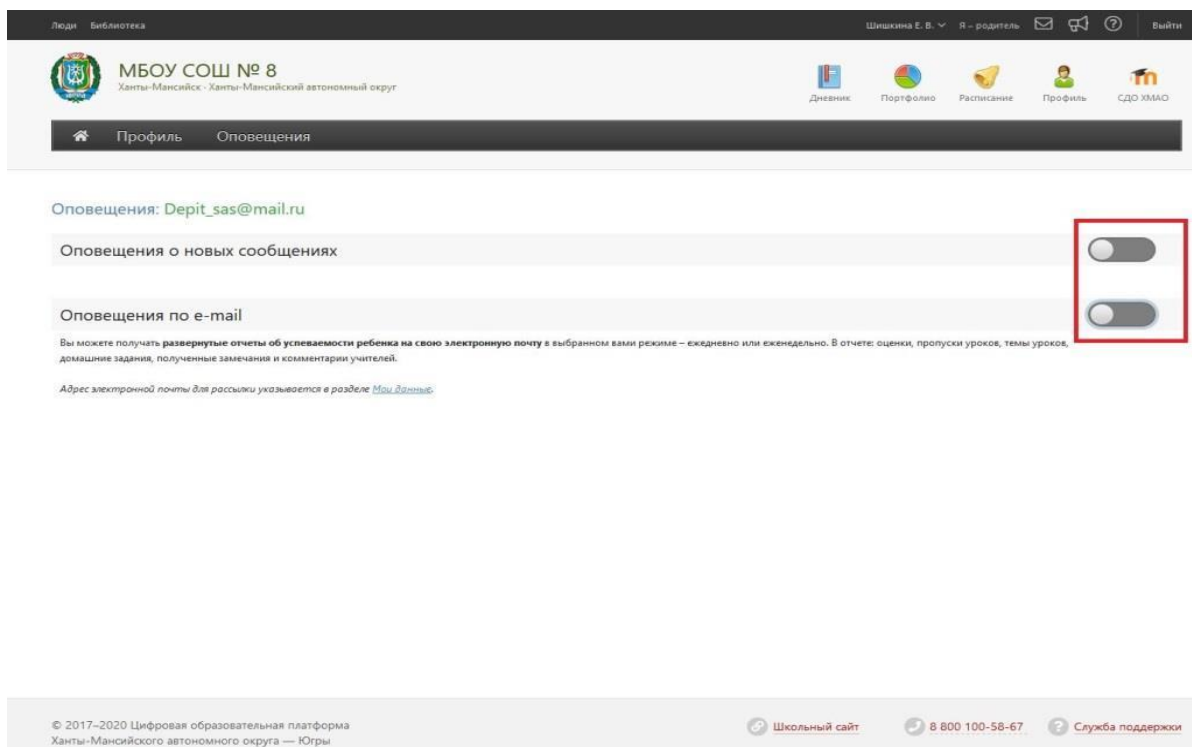 Люди Библиотека
Шишкина Е. В. Я – родитель Выйти
МБОУ СОШ № 8
Ханты-Мансийск · Ханты-Мансийский автономный округ
Дневник Портфолио Расписание Профиль СДО ХМАО
Профиль Оповещения
Оповещения: Depit_sas@mail.ru
Оповещения о новых сообщениях
Оповещения по e-mail
Вы можете получать развернутые отчеты об успеваемости ребенка на свою электронную почту в выбранном вами режиме – ежедневно или еженедельно. В отчете: оценки, пропуски уроков, темы уроков,
домашние задания, полученные замечания и комментарии учителей.
Адрес электронной почты для рассылки указывается в разделе Мои данные.
© 2017–2020 Цифровая образовательная платформа
Ханты-Мансийского автономного округа — Югры
Школьный сайт 8 800 100-58-67 Служба поддержки